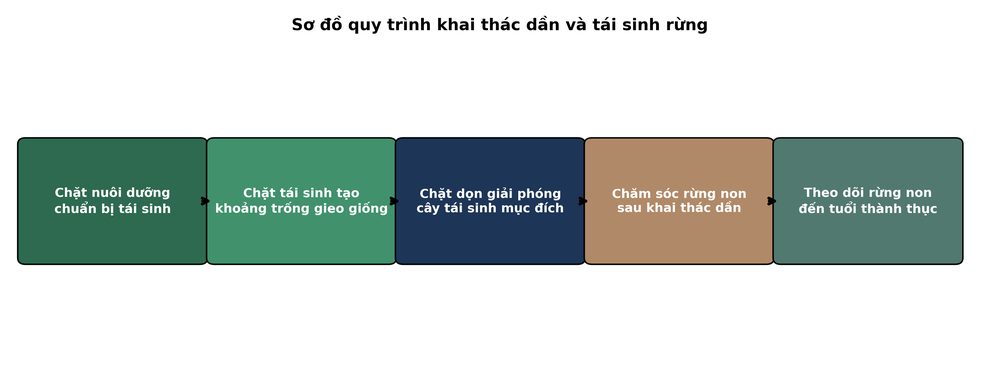 Sơ đồ quy trình khai thác dần và tái sinh rừng
Chặt nuôi dưỡng
chuẩn bị tái sinh
Chặt tái sinh tạo
khoảng trống gieo giống
Chặt dọn giải phóng
cây tái sinh mục đích
Chăm sóc rừng non
sau khai thác dần
Theo dõi rừng non
đến tuổi thành thục